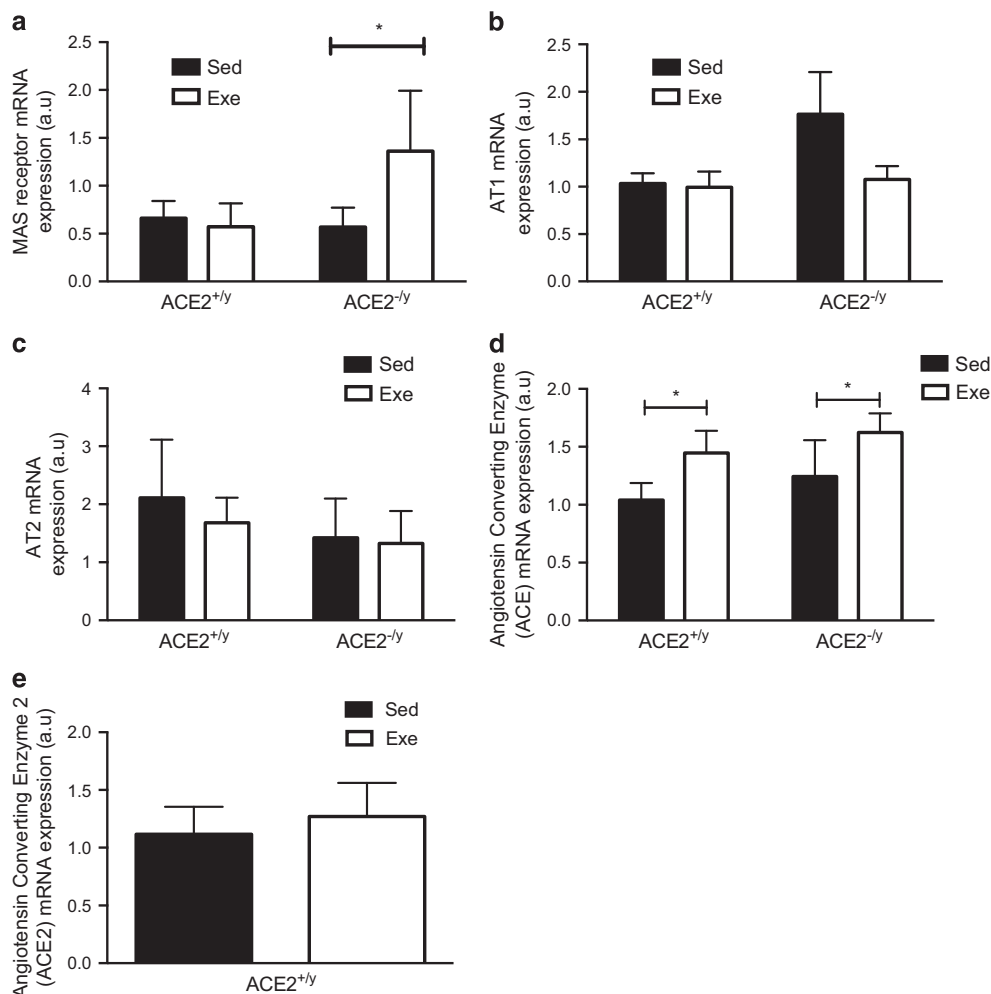 a
MAS receptor mRNA
expression (a.u)
2.5
2.0
1.5
1.0
0.5
0.0
Sed
Exe
*
ACE2+/y
ACE2-/y
b
AT1 mRNA
expression (a.u)
2.5
2.0
1.5
1.0
0.5
0.0
Sed
Exe
ACE2+/y
ACE2-/y
c
AT2 mRNA
expression (a.u)
4
3
2
1
0
Sed
Exe
ACE2+/y
ACE2-/y
d
Angiotensin Converting Enzyme
(ACE) mRNA expression (a.u)
2.0
1.5
1.0
0.5
0.0
Sed
Exe
*
*
ACE2+/y
ACE2-/y
e
Angiotensin Converting Enzyme 2
(ACE2) mRNA expression (a.u)
2.0
1.5
1.0
0.5
0.0
Sed
Exe
ACE2+/y